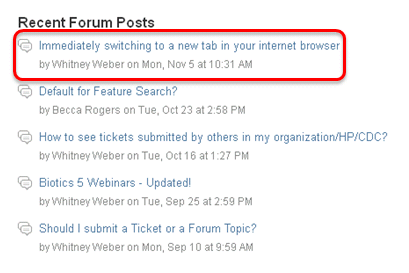 Recent Forum Posts
Immediately switching to a new tab in your internet browser
by Whitney Weber on Mon, Nov 5 at 10:31 AM
Default for Feature Search?
by Becca Rogers on Tue, Oct 23 at 2:58 PM
How to see tickets submitted by others in my organization/HP/CDC?
by Whitney Weber on Tue, Oct 16 at 1:27 PM
Biotics 5 Webinars - Updated!
by Whitney Weber on Tue, Sep 25 at 2:59 PM
Should I submit a Ticket or a Forum Topic?
by Whitney Weber on Mon, Sep 10 at 9:59 AM